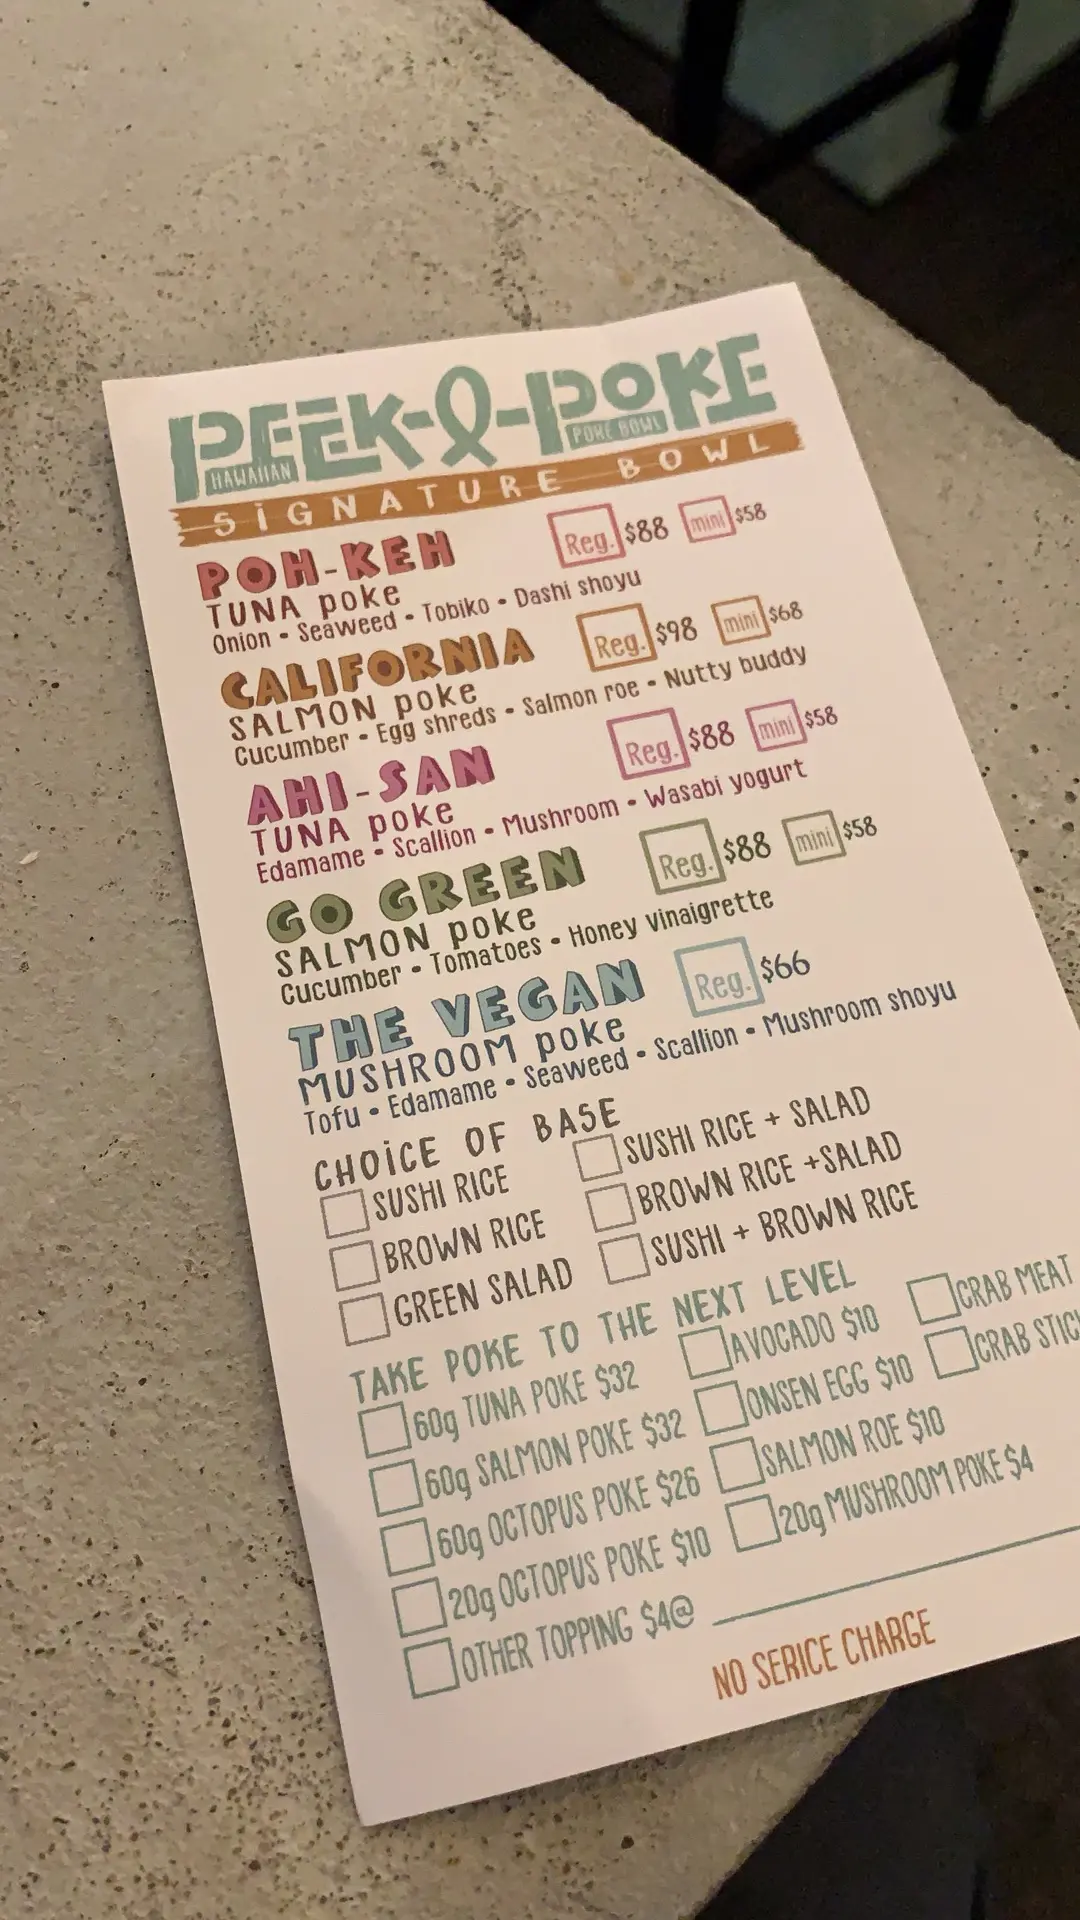 PEEK-A-POKE
HAWAIIAN POKE BOWL
SIGNATURE BOWL
POH-KEH Reg. $88 mini $58
TUNA poke
Onion • Seaweed • Tobiko • Dashi shoyu
CALIFORNIA Reg. $98 mini $68
SALMON poke
Cucumber • Egg shreds • Salmon roe • Nutty buddy
AHI-SAN Reg. $88 mini $58
TUNA poke
Edamame • Scallion • Mushroom • Wasabi yogurt
GO GREEN Reg. $88 mini $58
SALMON poke
Cucumber • Tomatoes • Honey vinaigrette
THE VEGAN Reg. $66
MUSHROOM poke
Tofu • Edamame • Seaweed • Scallion • Mushroom shoyu
CHOICE OF BASE
SUSHI RICE SUSHI RICE + SALAD
BROWN RICE BROWN RICE +SALAD
GREEN SALAD SUSHI + BROWN RICE
TAKE POKE TO THE NEXT LEVEL
60g TUNA POKE $32 AVOCADO $10 CRAB MEAT
60g SALMON POKE $32 ONSEN EGG $10 CRAB
60g OCTOPUS POKE $26 SALMON ROE $10
20g OCTOPUS POKE $10 20g MUSHROOM POKE $4
OTHER TOPPING $4@
NO SERICE CHARGE